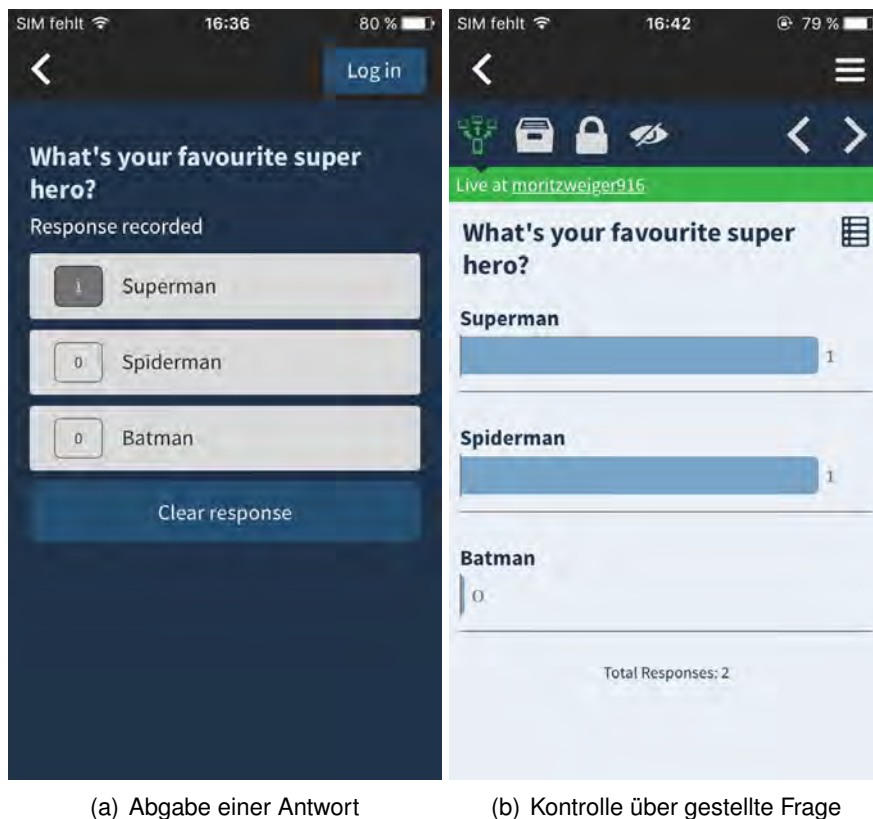 SIM fehlt 16:36 80 %
Log in
What's your favourite super
hero?
Response recorded
1 Superman
0 Spiderman
0 Batman
Clear response
(a) Abgabe einer Antwort
SIM fehlt 16:42 79 %
Live at moritzweiger916
What's your favourite super
hero?
Superman
1
Spiderman
1
Batman
0
Total Responses: 2
(b) Kontrolle über gestellte Frage